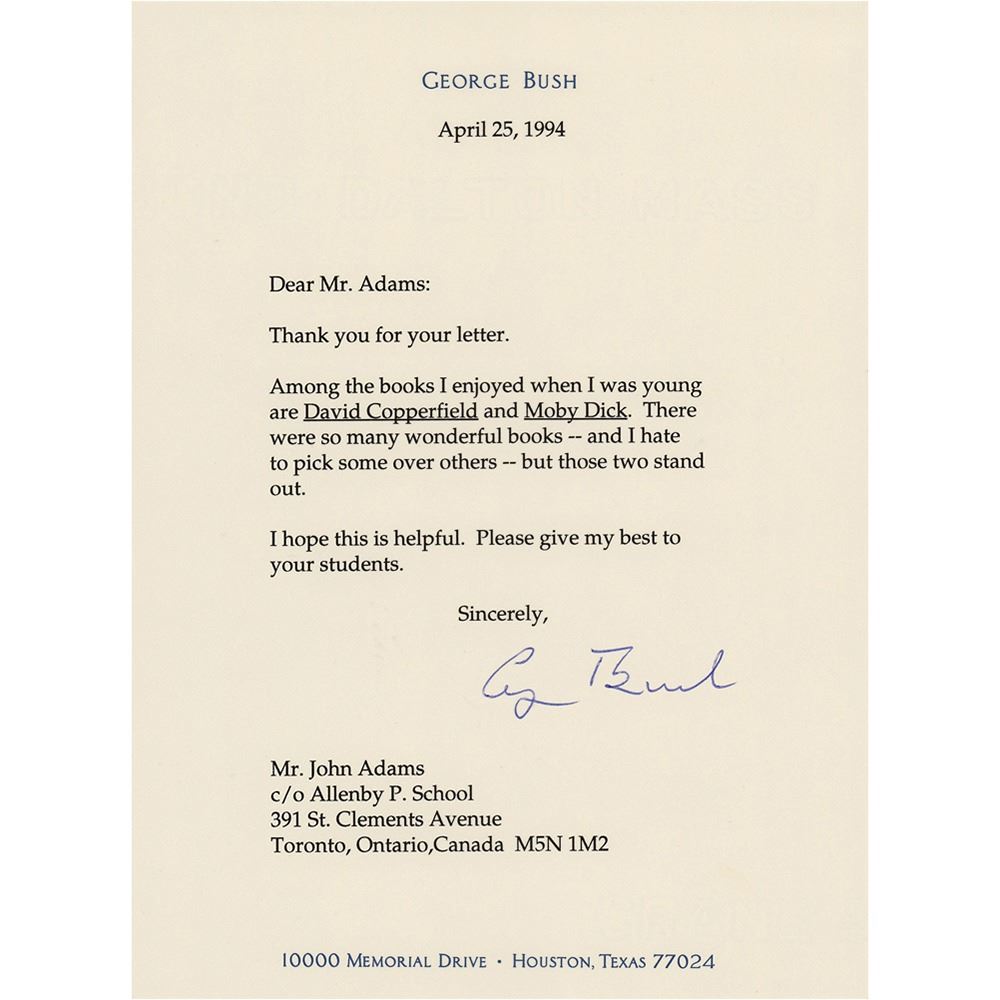 GEORGE BUSH
April 25, 1994
Dear Mr. Adams:
Thank you for your letter.
Among the books I enjoyed when I was young
are David Copperfield and Moby Dick.  There
were so many wonderful books -- and I hate
to pick some over others -- but those two stand
out.
I hope this is helpful.  Please give my best to
your students.
Sincerely,
G Bush
Mr. John Adams
c/o Allenby P. School
391 St. Clements Avenue
Toronto, Ontario,Canada  M5N 1M2
10000 MEMORIAL DRIVE · HOUSTON, TEXAS 77024